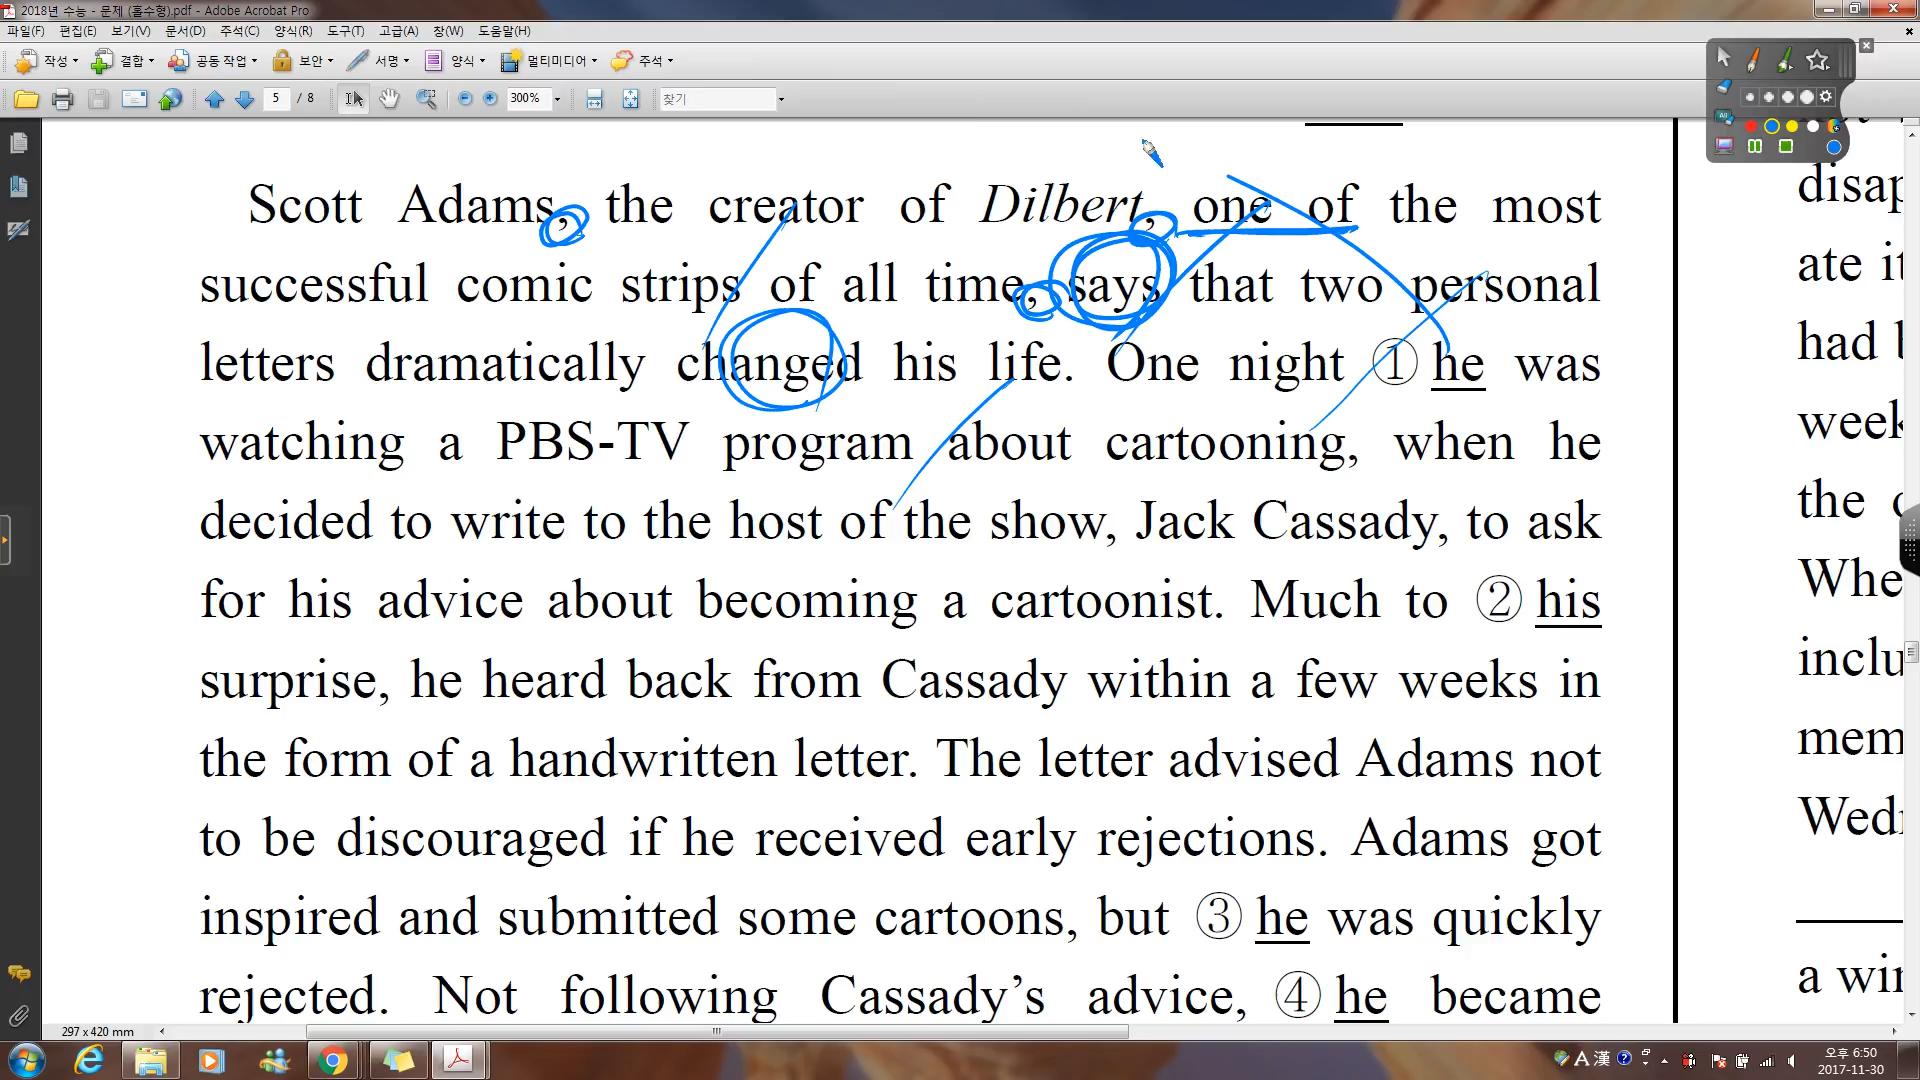 2018년 수능 - 문제 (홀수형).pdf - Adobe Acrobat Pro
파일(F) 편집(E) 보기(V) 문서(D) 주석(C) 양식(R) 도구(T) 고급(A) 창(W) 도움말(H)
작성 결합 공동 작업 보안 서명 양식 멀티미디어 주석
5 / 8 300% 찾기
Scott Adams, the creator of Dilbert, one of the most
successful comic strips of all time, says that two personal
letters dramatically changed his life. One night ① he was
watching a PBS-TV program about cartooning, when he
decided to write to the host of the show, Jack Cassady, to ask
for his advice about becoming a cartoonist. Much to ② his
surprise, he heard back from Cassady within a few weeks in
the form of a handwritten letter. The letter advised Adams not
to be discouraged if he received early rejections. Adams got
inspired and submitted some cartoons, but ③ he was quickly
rejected. Not following Cassady’s advice, ④ he became
disap
ate it
had
week
the
Whe
inclu
mem
Wed
a win
297 x 420 mm
A 漢
오후 6:50
2017-11-30